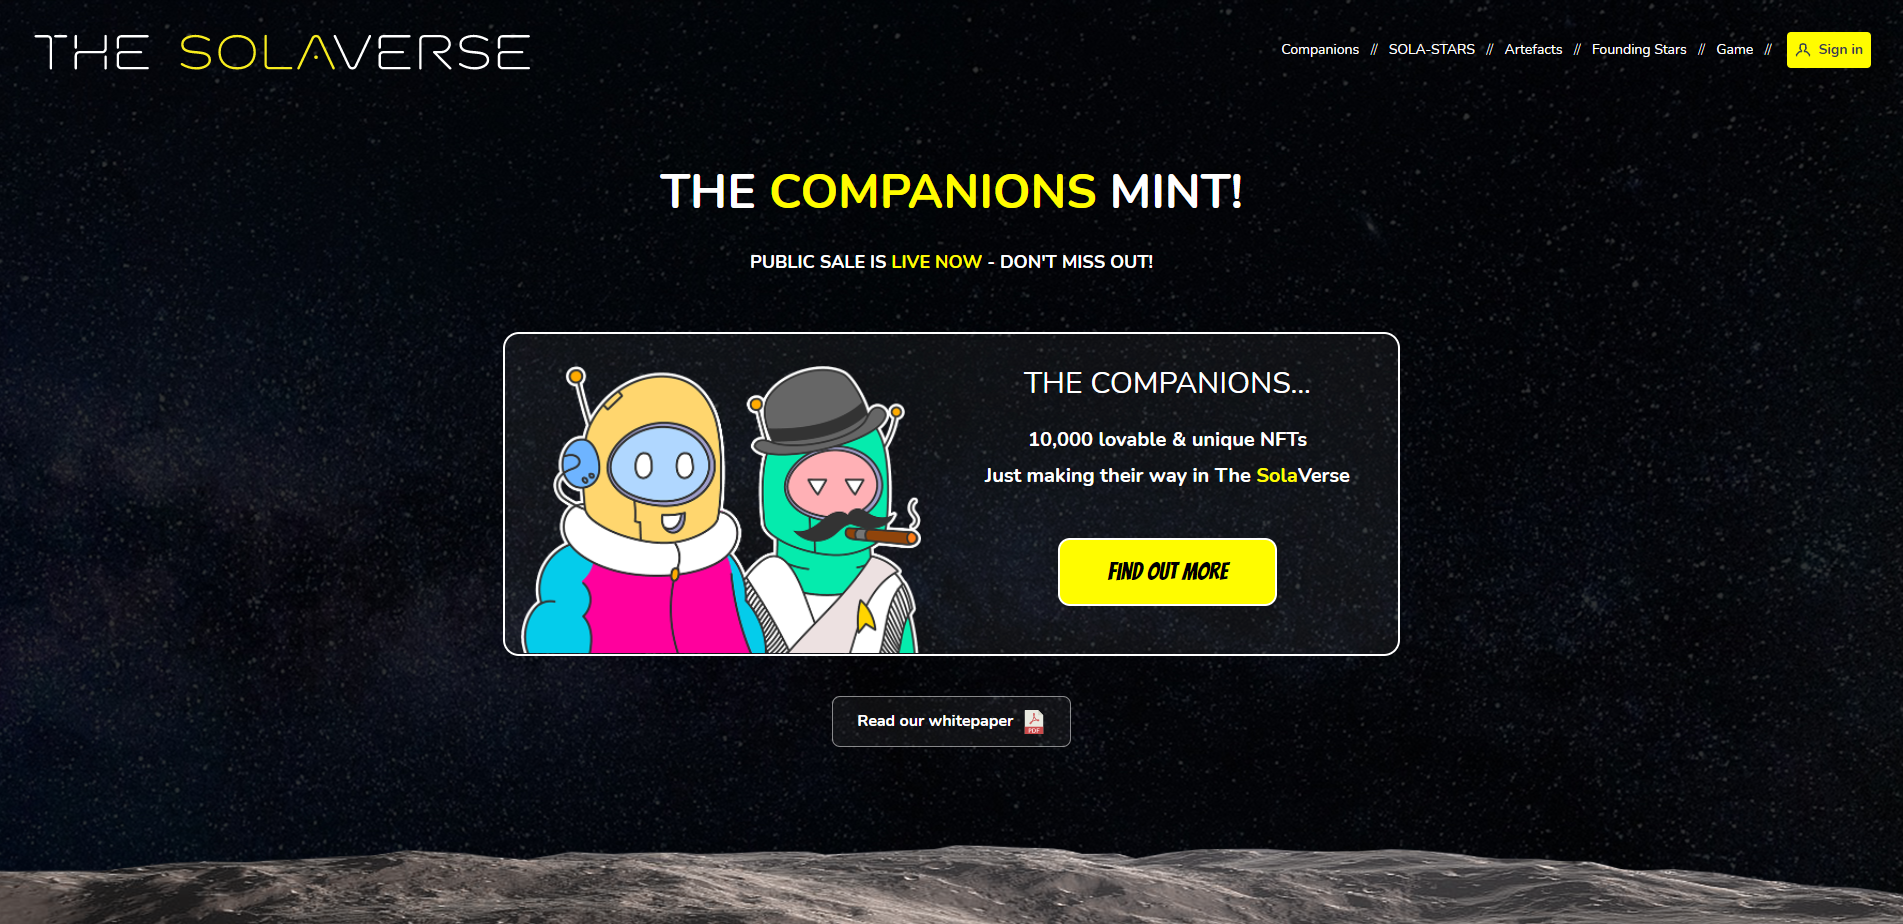 THE SOLAVERSE
Companions // SOLA-STARS // Artefacts // Founding Stars // Game // Sign in
THE COMPANIONS MINT!
PUBLIC SALE IS LIVE NOW - DON'T MISS OUT!
THE COMPANIONS...
10,000 lovable & unique NFTs
Just making their way in The SolaVerse
FIND OUT MORE
Read our whitepaper PDF